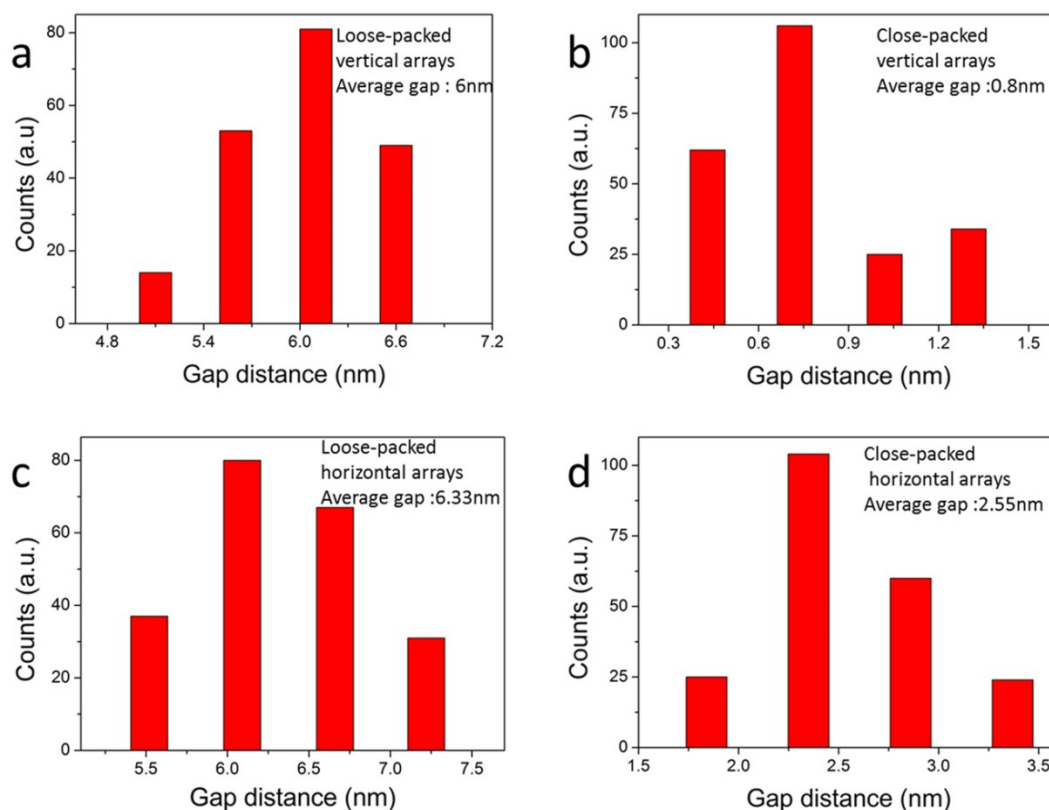 a
Loose-packed
vertical arrays
Average gap : 6nm
80
60
40
20
0
Counts (a.u)
4.8 5.4 6.0 6.6 7.2
Gap distance (nm)
b
Close-packed
vertical arrays
Average gap :0.8nm
100
75
50
25
0
Counts (a.u.)
0.3 0.6 0.9 1.2 1.5
Gap distance (nm)
c
Loose-packed
horizontal arrays
Average gap :6.33nm
80
60
40
20
0
Counts (a.u.)
5.5 6.0 6.5 7.0 7.5
Gap distance (nm)
d
Close-packed
horizontal arrays
Average gap :2.55nm
100
75
50
25
0
Counts (a.u.)
1.5 2.0 2.5 3.0 3.5
Gap distance (nm)